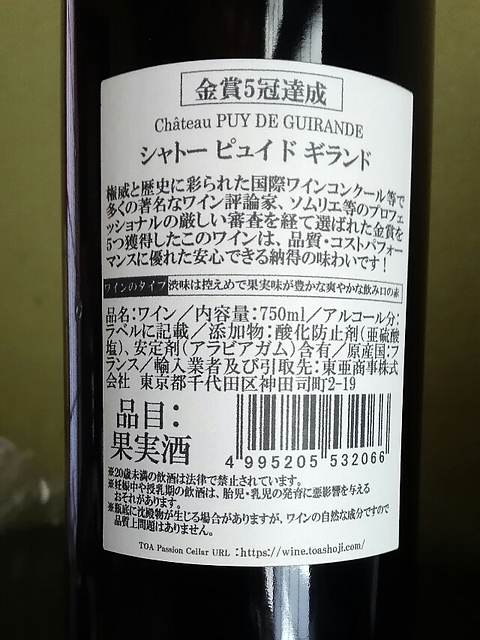 金賞5冠達成
Château PUY DE GUIRANDE
シャトー ピュイ ド ギランド
権威と歴史に彩られた国際ワインコンクール等で
多くの著名なワイン評論家、ソムリエ等のプロフェ
ッショナルの厳しい審査を経て選ばれた金賞を
5つ獲得したこのワインは、品質・コストパフォー
マンスに優れた安心できる納得の味わいです!
ワインのタイプ 渋味は控えめで果実味が豊かな爽やかな飲み口の赤
品名:ワイン/内容量:750ml/アルコール分:
ラベルに記載/添加物:酸化防止剤(亜硫酸
塩)、安定剤(アラビアガム)含有/原産国:フ
ランス/輸入業者及び引取先:東亜商事株式
会社 東京都千代田区神田司町2-19
品目:
果実酒
4 995205 532066
※20歳未満の飲酒は法律で禁止されています。
※妊娠中や授乳期の飲酒は、胎児・乳児の発育に悪影響を与える
おそれがあります。
※瓶底に沈殿物が生じる場合がありますが、ワインの自然な成分ですので
品質上問題はありません。
TOA Passion Cellar URL :https://wine.toashoji.com/